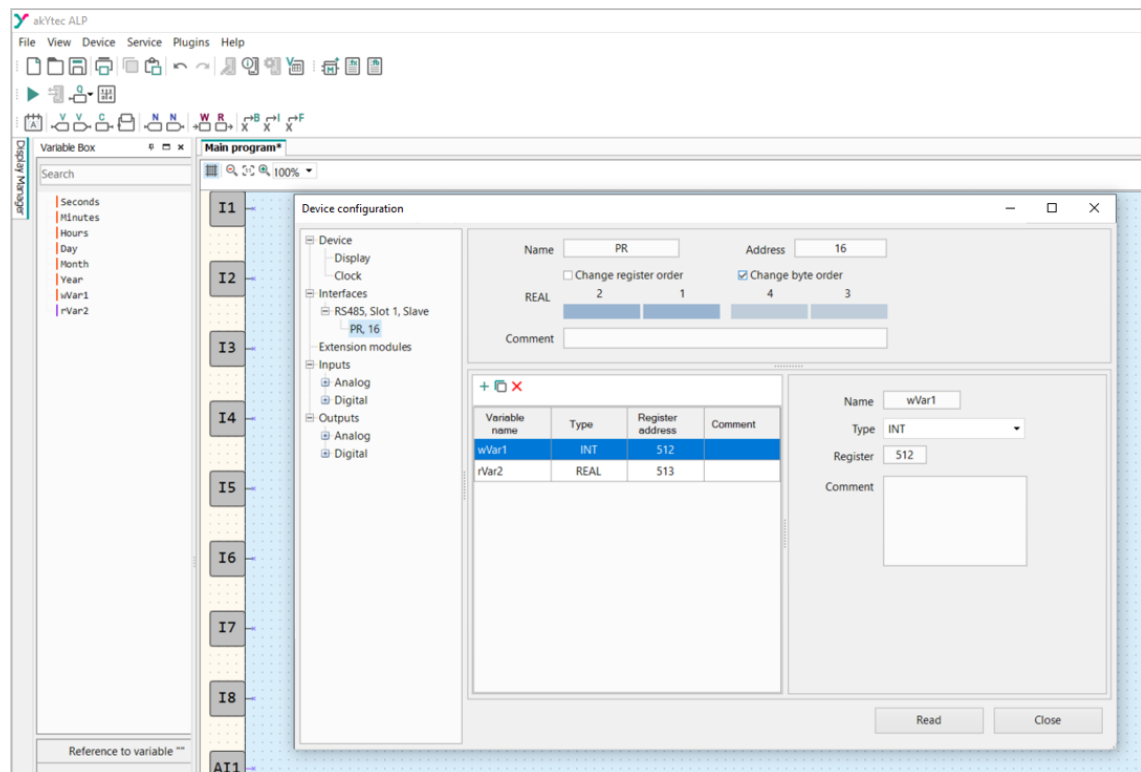 akYtec ALP
File View Device Service Plugins Help
V V C N N W R B I F
Display Manager
Variable Box
Main program*
Search
100%
Seconds
Minutes
Hours
Day
Month
Year
wVar1
rVar2
Reference to variable ""
I1
I2
I3
I4
I5
I6
I7
I8
AI1
Device configuration
Device
Display
Clock
Interfaces
RS485, Slot 1, Slave
PR, 16
Extension modules
Inputs
Analog
Digital
Outputs
Analog
Digital
Name PR Address 16
Change register order Change byte order
REAL 2 1 4 3
Comment
Variable name Type Register address Comment
wVar1 INT 512
rVar2 REAL 513
Name wVar1
Type INT
Register 512
Comment
Read Close